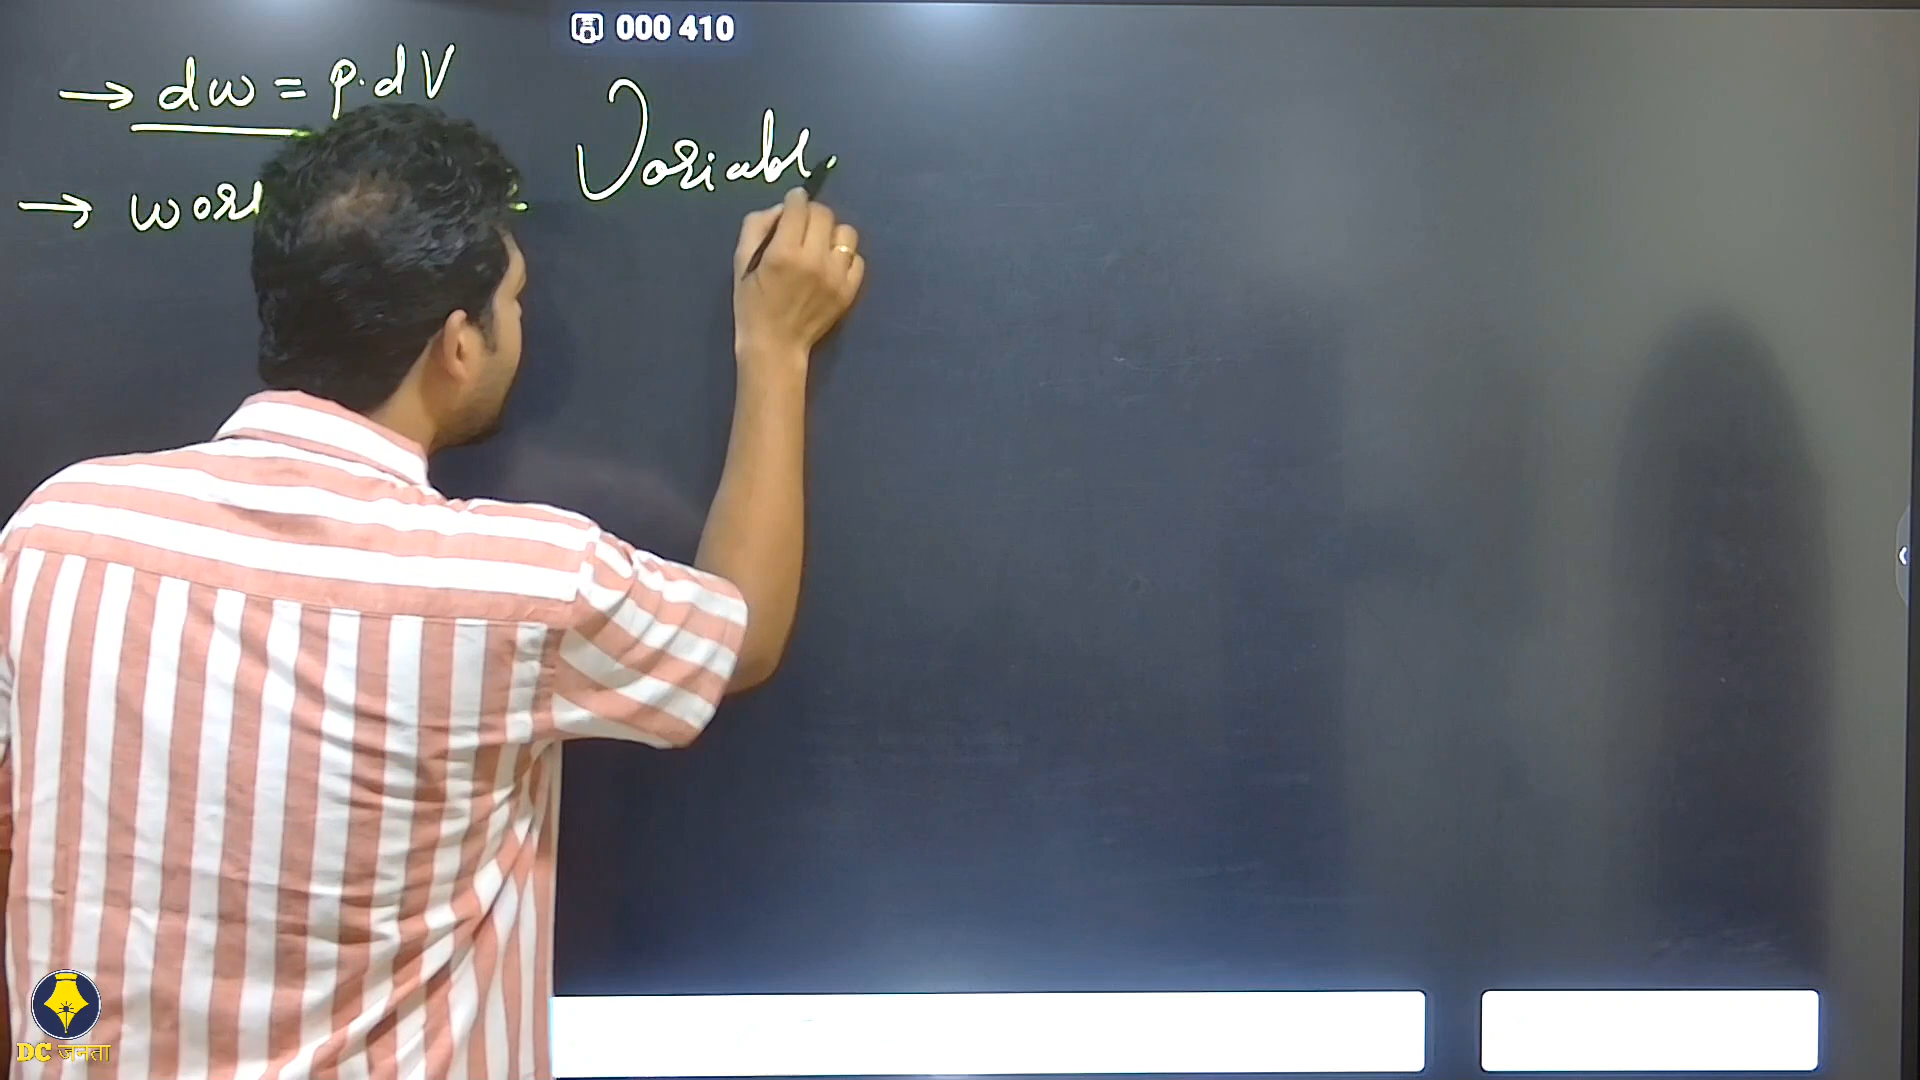 000 410
→ dw = p.dV
Variabl
→ wor
DC जनता